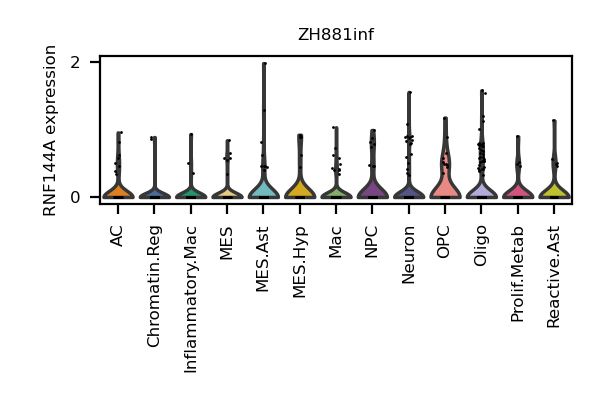 ZH881inf
RNF144A expression
2
0
AC
Chromatin.Reg
Inflammatory.Mac
MES
MES.Ast
MES.Hyp
Mac
NPC
Neuron
OPC
Oligo
Prolif.Metab
Reactive.Ast